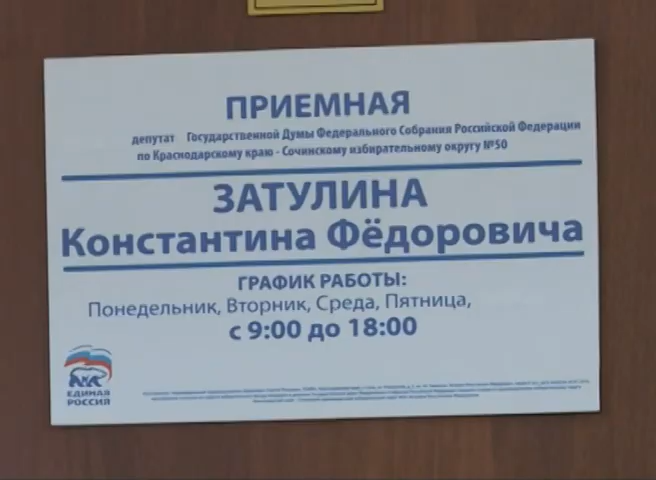 ПРИЕМНАЯ
депутат Государственной Думы Федерального Собрания Российской Федерации
по Краснодарскому краю - Сочинскому избирательному округу №50
ЗАТУЛИНА
Константина Фёдоровича
ГРАФИК РАБОТЫ:
Понедельник, Вторник, Среда, Пятница,
с 9:00 до 18:00
ЕДИНАЯ
РОССИЯ